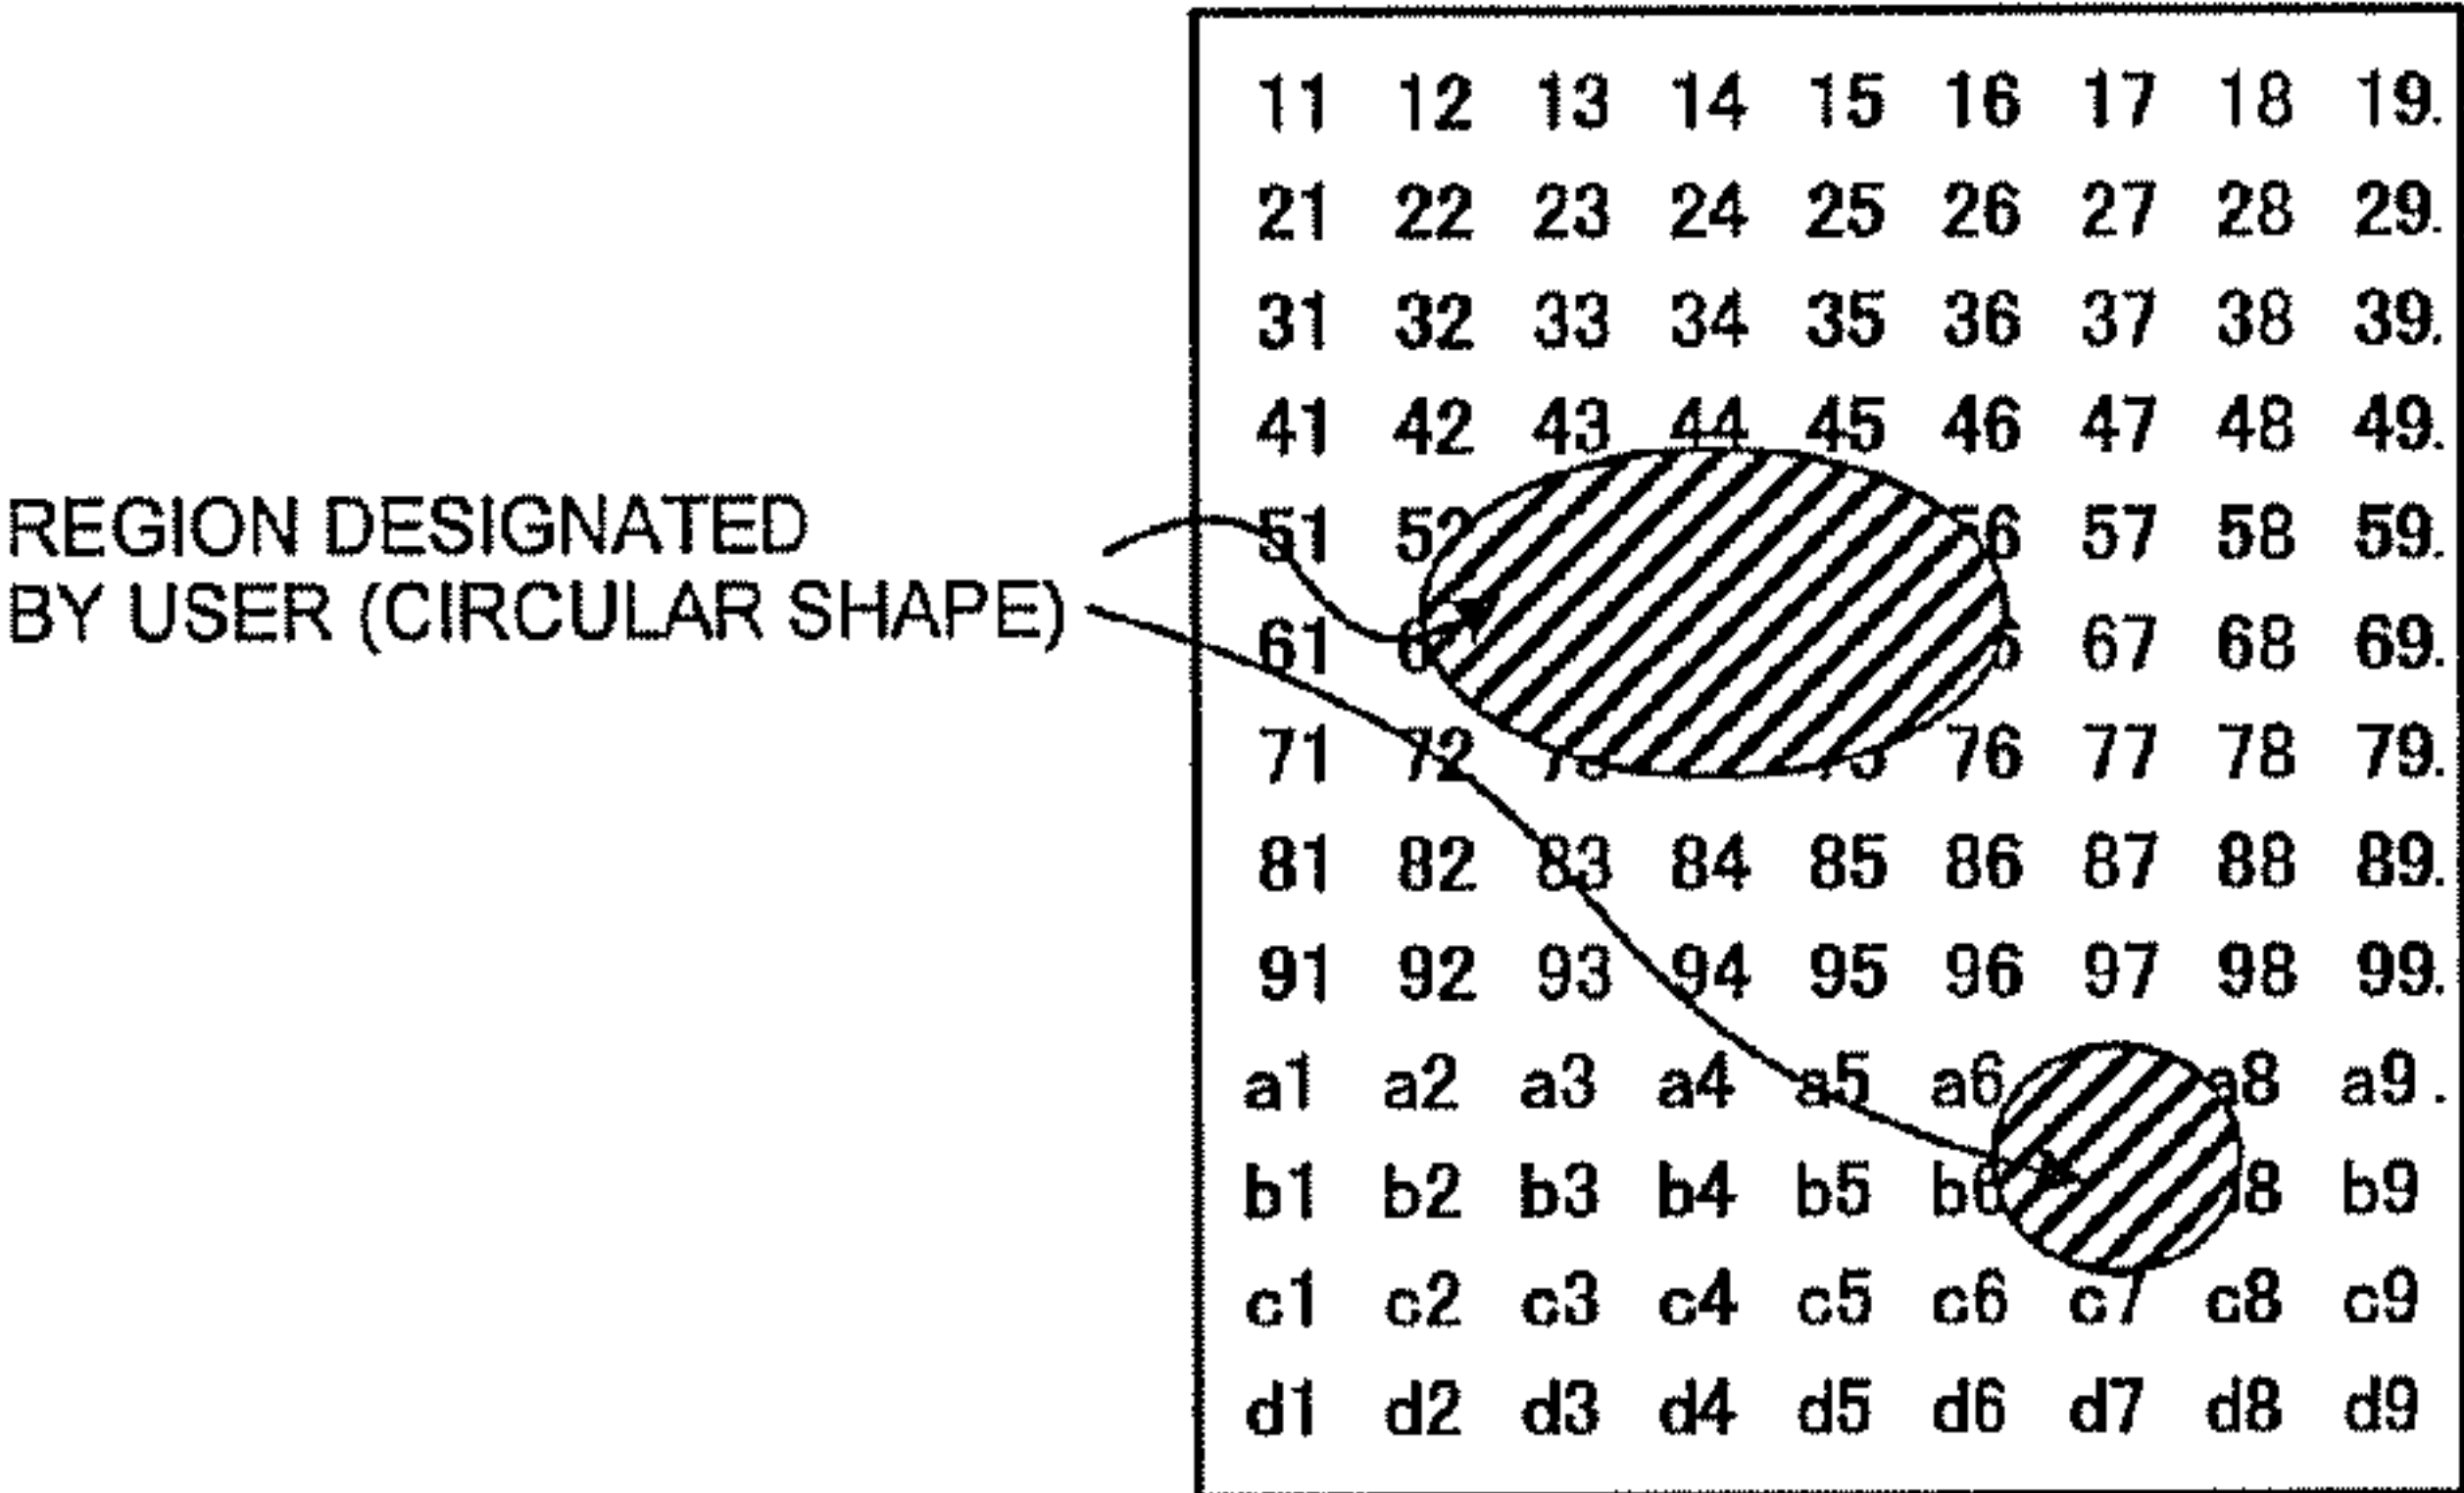 11 12 13 14 15 16 17 18 19.
21 22 23 24 25 26 27 28 29.
31 32 33 34 35 36 37 38 39.
41 42 43 44 45 46 47 48 49.
REGION DESIGNATED
BY USER (CIRCULAR SHAPE)
51 52 56 57 58 59.
61 67 68 69.
71 72 76 77 78 79.
81 82 83 84 85 86 87 88 89.
91 92 93 94 95 96 97 98 99.
a1 a2 a3 a4 a5 a6 a8 a9.
b1 b2 b3 b4 b5 b6 8 b9
c1 c2 c3 c4 c5 c6 c7 c8 c9
d1 d2 d3 d4 d5 d6 d7 d8 d9